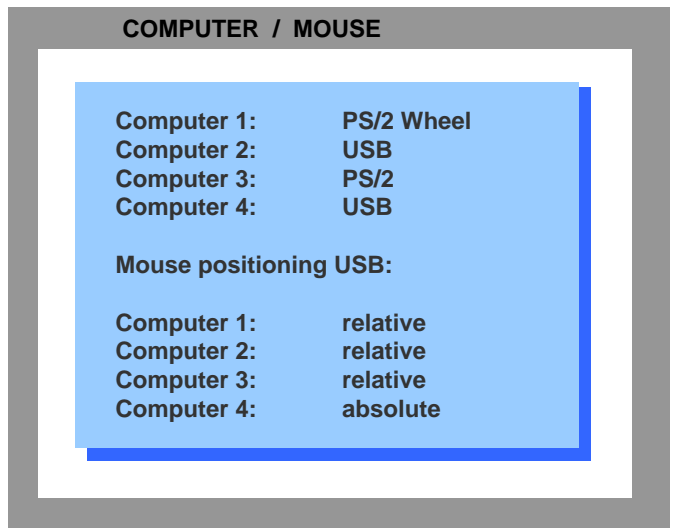 COMPUTER / MOUSE
Computer 1: PS/2 Wheel
Computer 2: USB
Computer 3: PS/2
Computer 4: USB
Mouse positioning USB:
Computer 1: relative
Computer 2: relative
Computer 3: relative
Computer 4: absolute